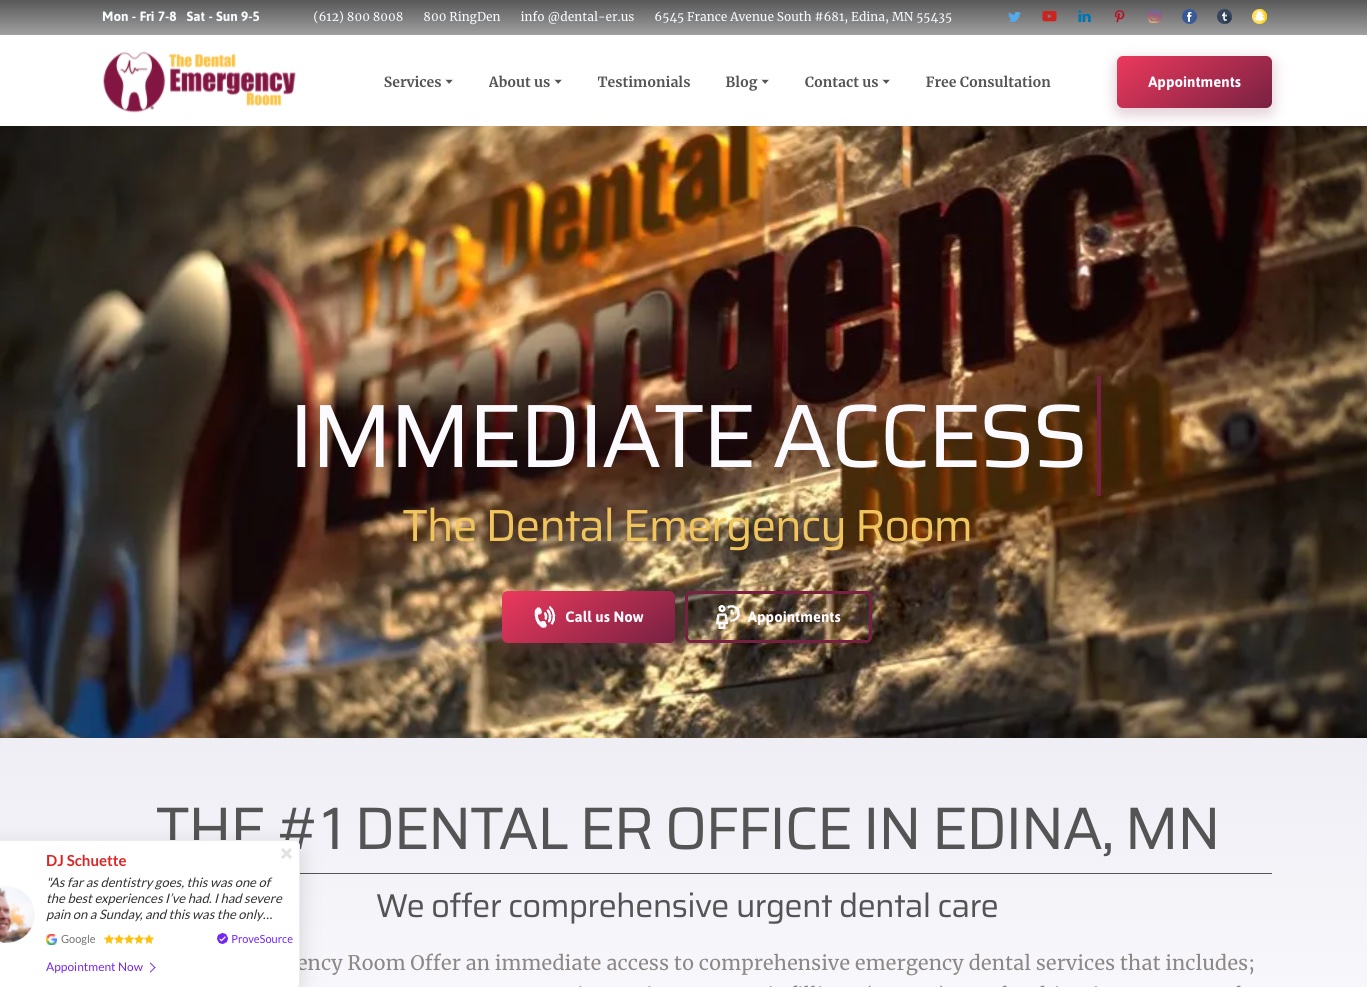 Mon - Fri 7-8 Sat - Sun 9-5 (612) 800 8008 800 RingDen info @dental-er.us 6545 France Avenue South #681, Edina, MN 55435
The Dental
Emergency
Room
Services About us Testimonials Blog Contact us Free Consultation Appointments
The Dental
Emergency
Room
IMMEDIATE ACCESS
The Dental Emergency Room
Call us Now Appointments
THE #1 DENTAL ER OFFICE IN EDINA, MN
We offer comprehensive urgent dental care
DJ Schuette
"As far as dentistry goes, this was one of
the best experiences I've had. I had severe
pain on a Sunday, and this was the only...
Google ProveSource
Appointment Now
ency Room Offer an immediate access to comprehensive emergency dental services that includes;